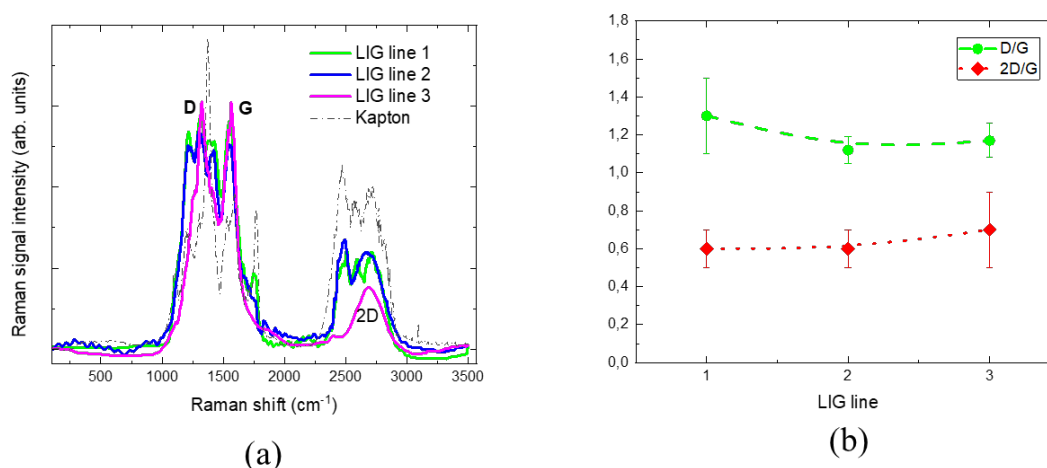 D
G
LIG line 1
LIG line 2
LIG line 3
Kapton
2D
Raman signal intensity (arb. units)
500 1000 1500 2000 2500 3000 3500
Raman shift (cm⁻¹)
(a)
1,8
1,6
1,4
1,2
1,0
0,8
0,6
0,4
0,2
0,0
D/G
2D/G
1 2 3
LIG line
(b)